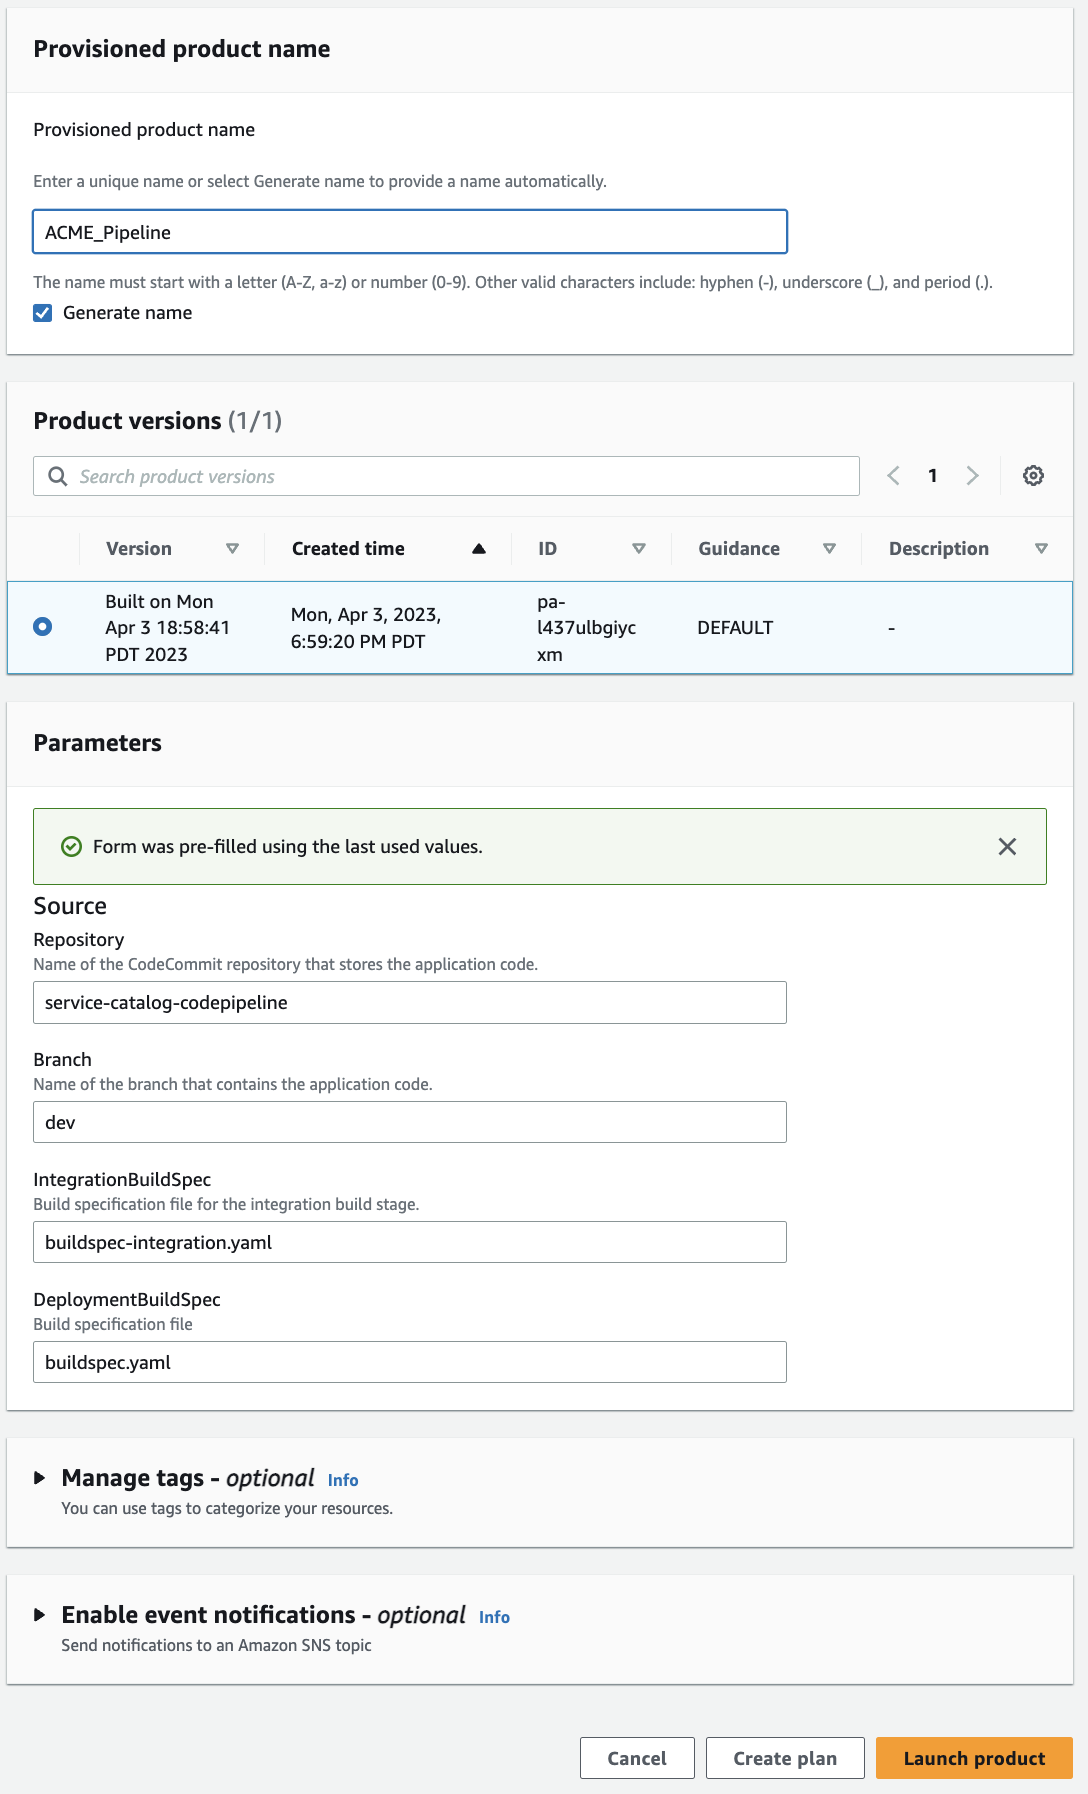 Provisioned product name
Provisioned product name
Enter a unique name or select Generate name to provide a name automatically.
ACME_Pipeline
The name must start with a letter (A-Z, a-z) or number (0-9). Other valid characters include: hyphen (-), underscore (_), and period (.).
Generate name
Product versions (1/1)
Search product versions
1
Version Created time ID Guidance Description
Built on Mon
Apr 3 18:58:41
PDT 2023
Mon, Apr 3, 2023,
6:59:20 PM PDT
pa-
l437ulbgiyc
xm
DEFAULT
-
Parameters
Form was pre-filled using the last used values.
Source
Repository
Name of the CodeCommit repository that stores the application code.
service-catalog-codepipeline
Branch
Name of the branch that contains the application code.
dev
IntegrationBuildSpec
Build specification file for the integration build stage.
buildspec-integration.yaml
DeploymentBuildSpec
Build specification file
buildspec.yaml
Manage tags - optional Info
You can use tags to categorize your resources.
Enable event notifications - optional Info
Send notifications to an Amazon SNS topic
Cancel Create plan Launch product